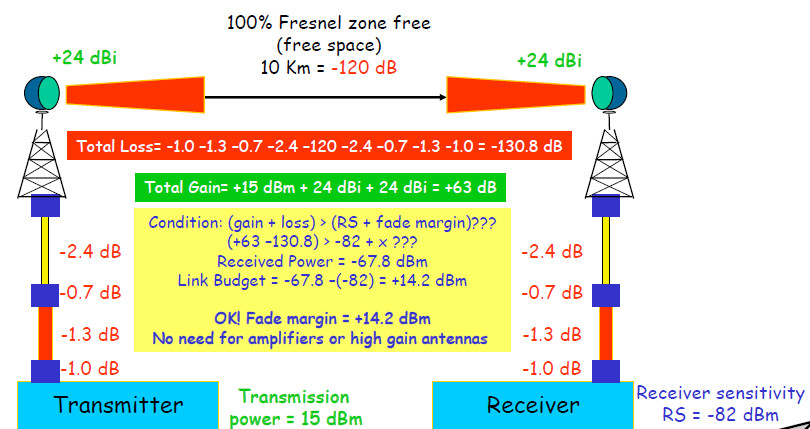 100% Fresnel zone free
(free space)
10 Km = -120 dB
+24 dBi
+24 dBi
Total Loss= -1.0 -1.3 -0.7 -2.4 -120 -2.4 -0.7 -1.3 -1.0 = -130.8 dB
Total Gain= +15 dBm + 24 dBi + 24 dBi = +63 dB
Condition: (gain + loss) > (RS + fade margin)???
(+63 -130.8) > -82 + x ???
Received Power = -67.8 dBm
Link Budget = -67.8 -(-82) = +14.2 dBm
OK! Fade margin = +14.2 dBm
No need for amplifiers or high gain antennas
-2.4 dB
-0.7 dB
-1.3 dB
-1.0 dB
-2.4 dB
-0.7 dB
-1.3 dB
-1.0 dB
Transmitter
Transmission
power = 15 dBm
Receiver
Receiver sensitivity
RS = -82 dBm